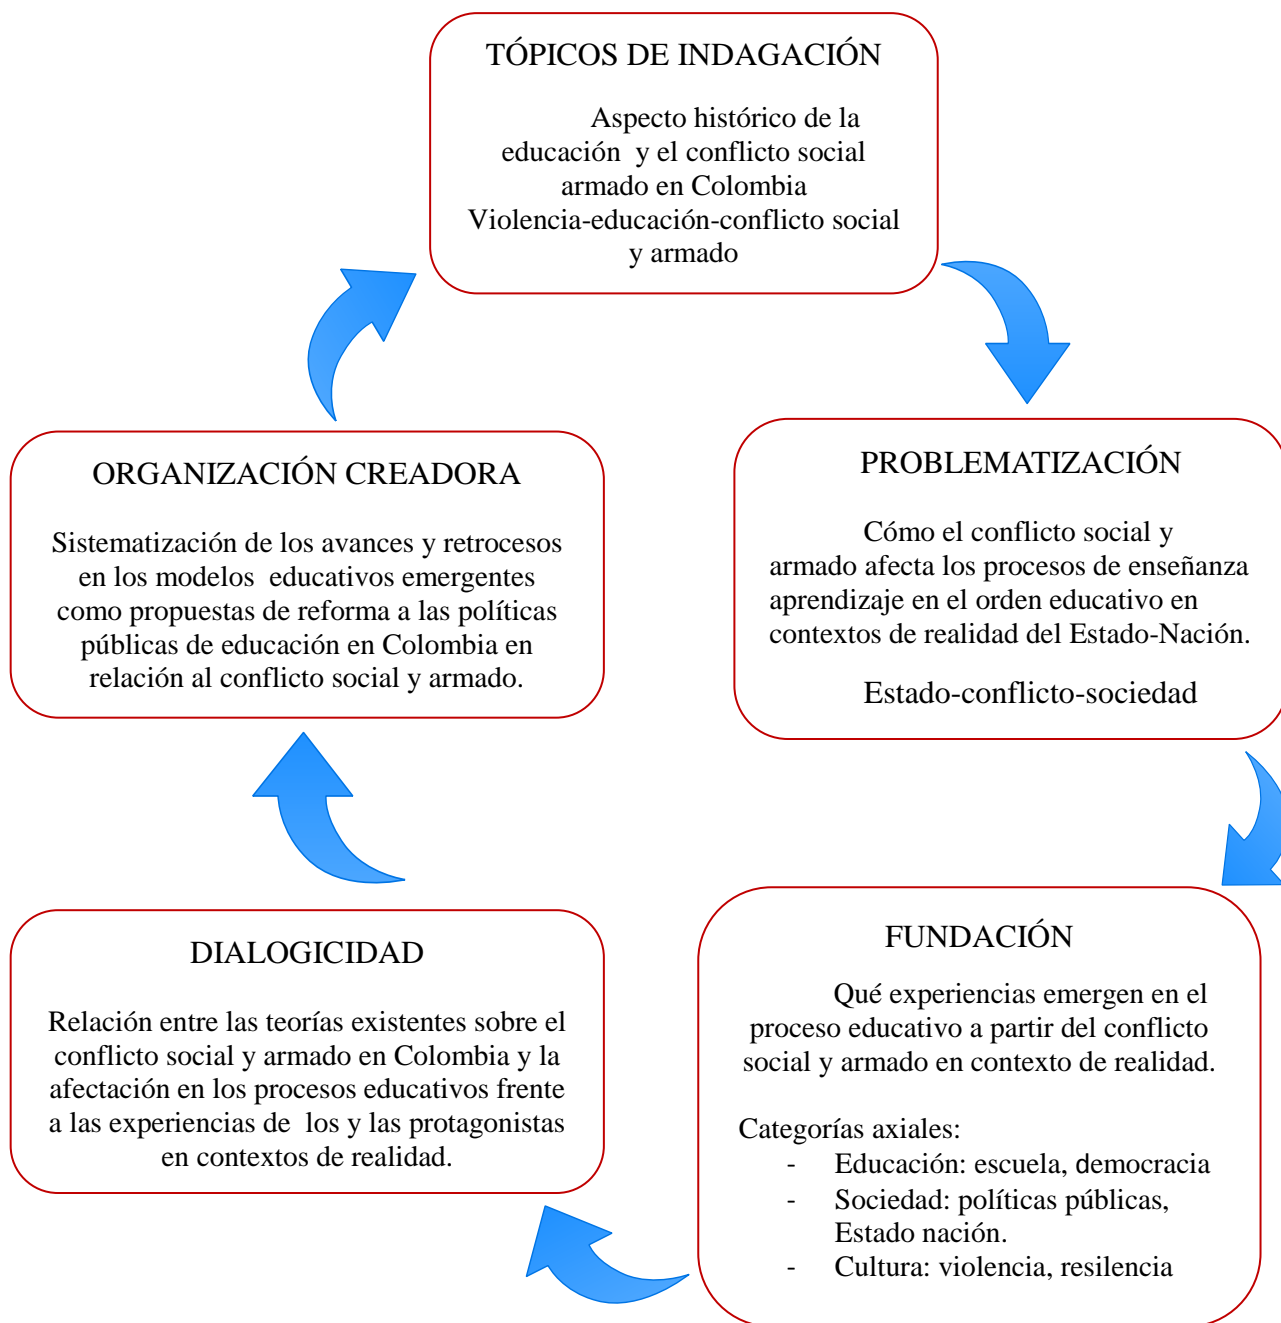 TÓPICOS DE INDAGACIÓN
Aspecto histórico de la
educación y el conflicto social
armado en Colombia
Violencia-educación-conflicto social
y armado
PROBLEMATIZACIÓN
Cómo el conflicto social y
armado afecta los procesos de enseñanza
aprendizaje en el orden educativo en
contextos de realidad del Estado-Nación.
Estado-conflicto-sociedad
FUNDACIÓN
Qué experiencias emergen en el
proceso educativo a partir del conflicto
social y armado en contexto de realidad.
Categorías axiales:
- Educación: escuela, democracia
- Sociedad: políticas públicas,
Estado nación.
- Cultura: violencia, resilencia
DIALOGICIDAD
Relación entre las teorías existentes sobre el
conflicto social y armado en Colombia y la
afectación en los procesos educativos frente
a las experiencias de los y las protagonistas
en contextos de realidad.
ORGANIZACIÓN CREADORA
Sistematización de los avances y retrocesos
en los modelos educativos emergentes
como propuestas de reforma a las políticas
públicas de educación en Colombia en
relación al conflicto social y armado.